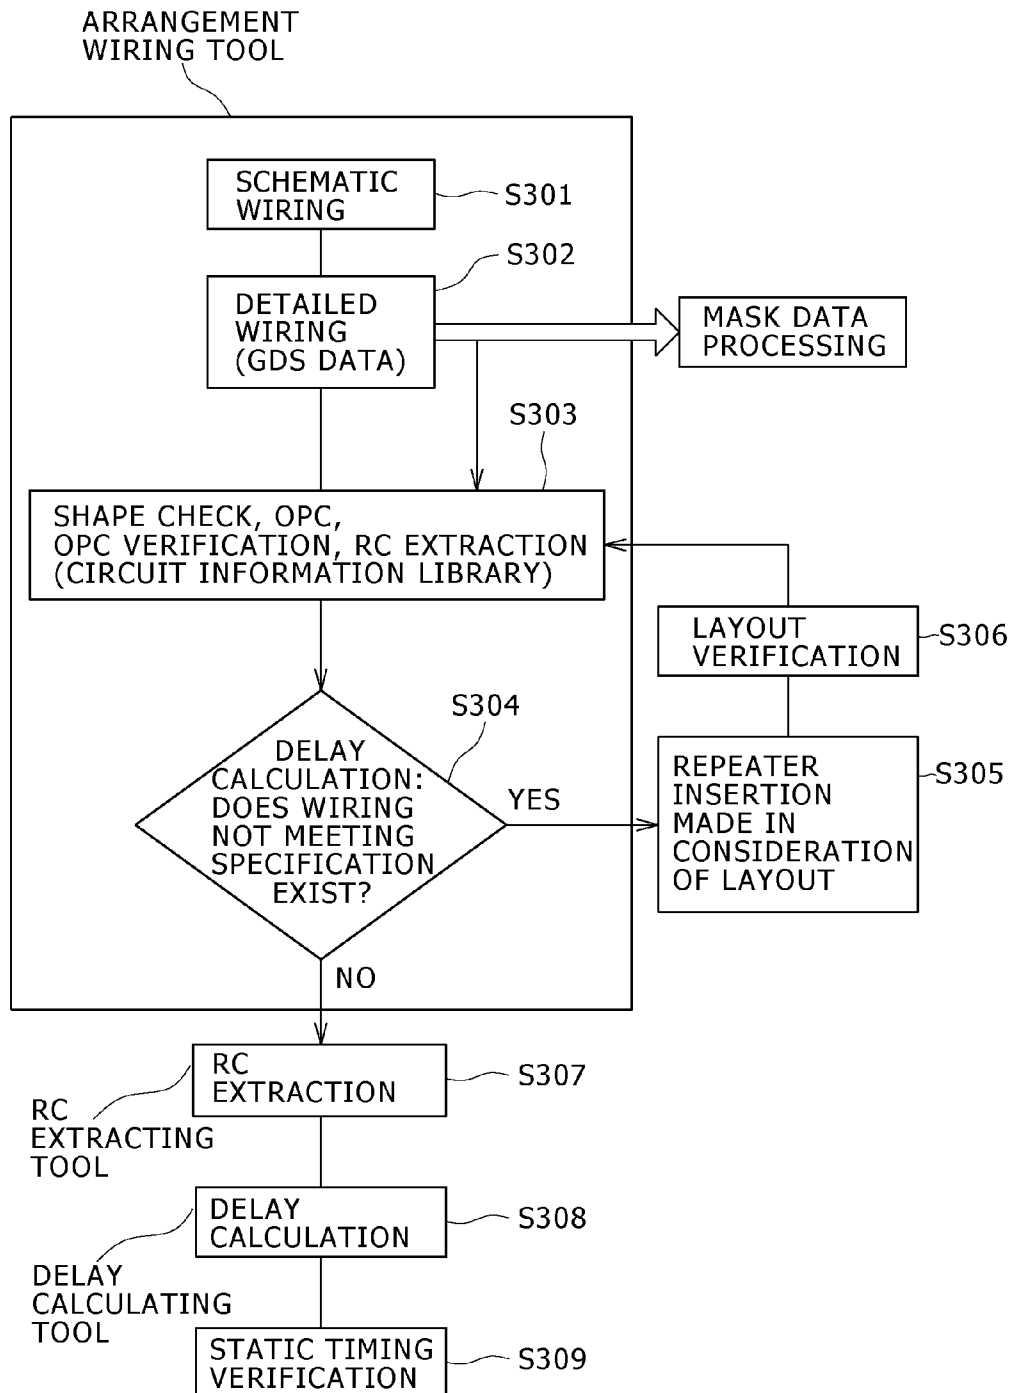 ARRANGEMENT
WIRING TOOL
SCHEMATIC
WIRING
S301
S302
DETAILED
WIRING
(GDS DATA)
MASK DATA
PROCESSING
S303
SHAPE CHECK, OPC,
OPC VERIFICATION, RC EXTRACTION
(CIRCUIT INFORMATION LIBRARY)
LAYOUT
VERIFICATION
S306
S304
DELAY
CALCULATION:
DOES WIRING
NOT MEETING
SPECIFICATION
EXIST?
YES
REPEATER
INSERTION
MADE IN
CONSIDERATION
OF LAYOUT
S305
NO
RC
EXTRACTION
S307
RC
EXTRACTING
TOOL
DELAY
CALCULATION
S308
DELAY
CALCULATING
TOOL
STATIC TIMING
VERIFICATION
S309